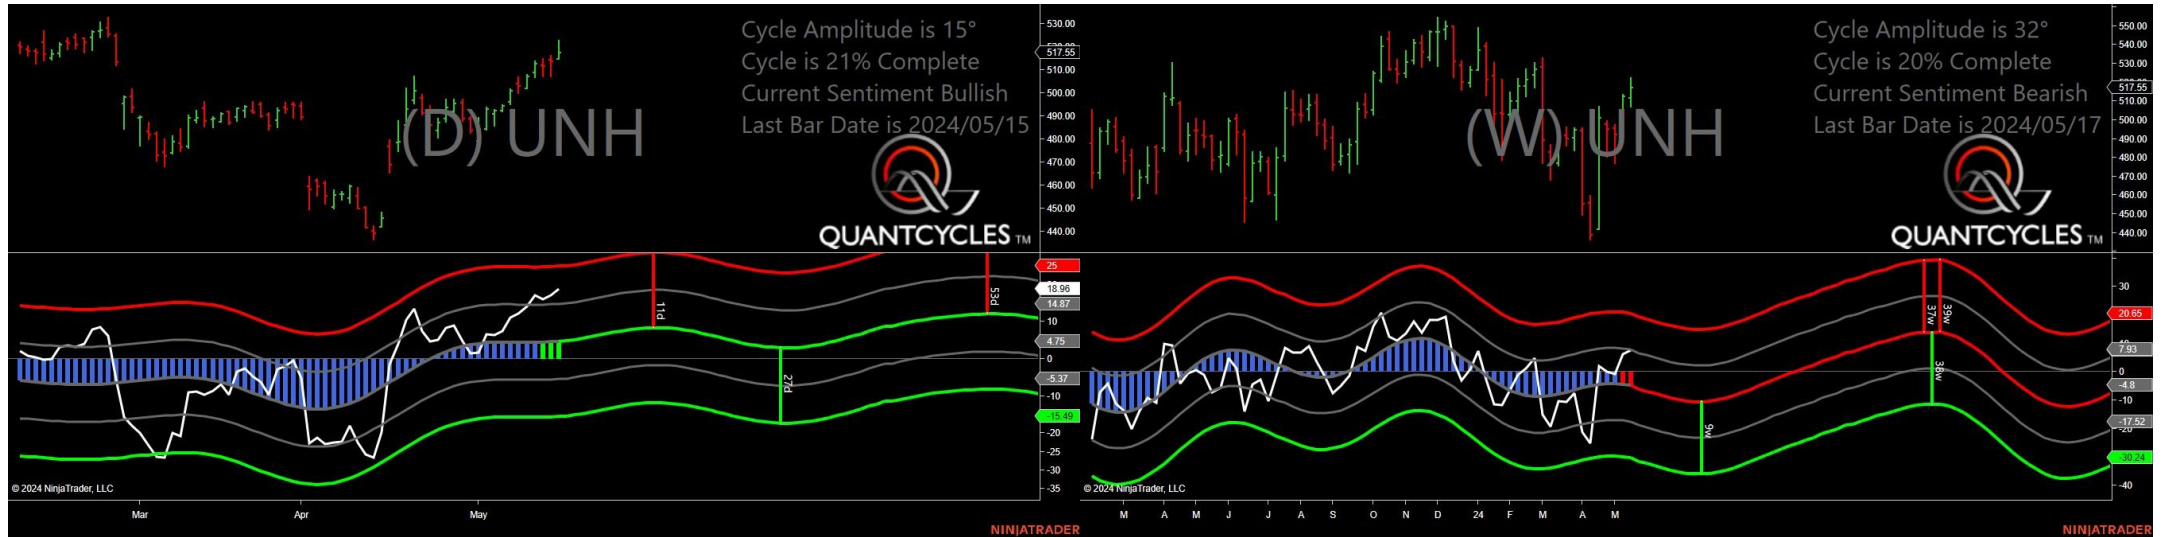 Cycle Amplitude is 15°
Cycle is 21% Complete
Current Sentiment Bullish
Last Bar Date is 2024/05/15
(D) UNH
QUANTCYCLES TM
530.00
517.55
510.00
500.00
490.00
480.00
470.00
460.00
450.00
440.00
11d
27d
53d
25
18.96
14.87
10
4.75
0
-5.37
-10
-15.49
-20
-25
-30
-35
© 2024 NinjaTrader, LLC
Mar
Apr
May
NINJATRADER
Cycle Amplitude is 32°
Cycle is 20% Complete
Current Sentiment Bearish
Last Bar Date is 2024/05/17
(W) UNH
QUANTCYCLES TM
550.00
540.00
530.00
517.55
510.00
500.00
490.00
480.00
470.00
460.00
450.00
440.00
9w
37w
39w
38w
30
20.65
7.93
0
-4.8
-10
-17.52
-30.24
-40
© 2024 NinjaTrader, LLC
M A M J J A S O N D 24 F M A M
NINJATRADER